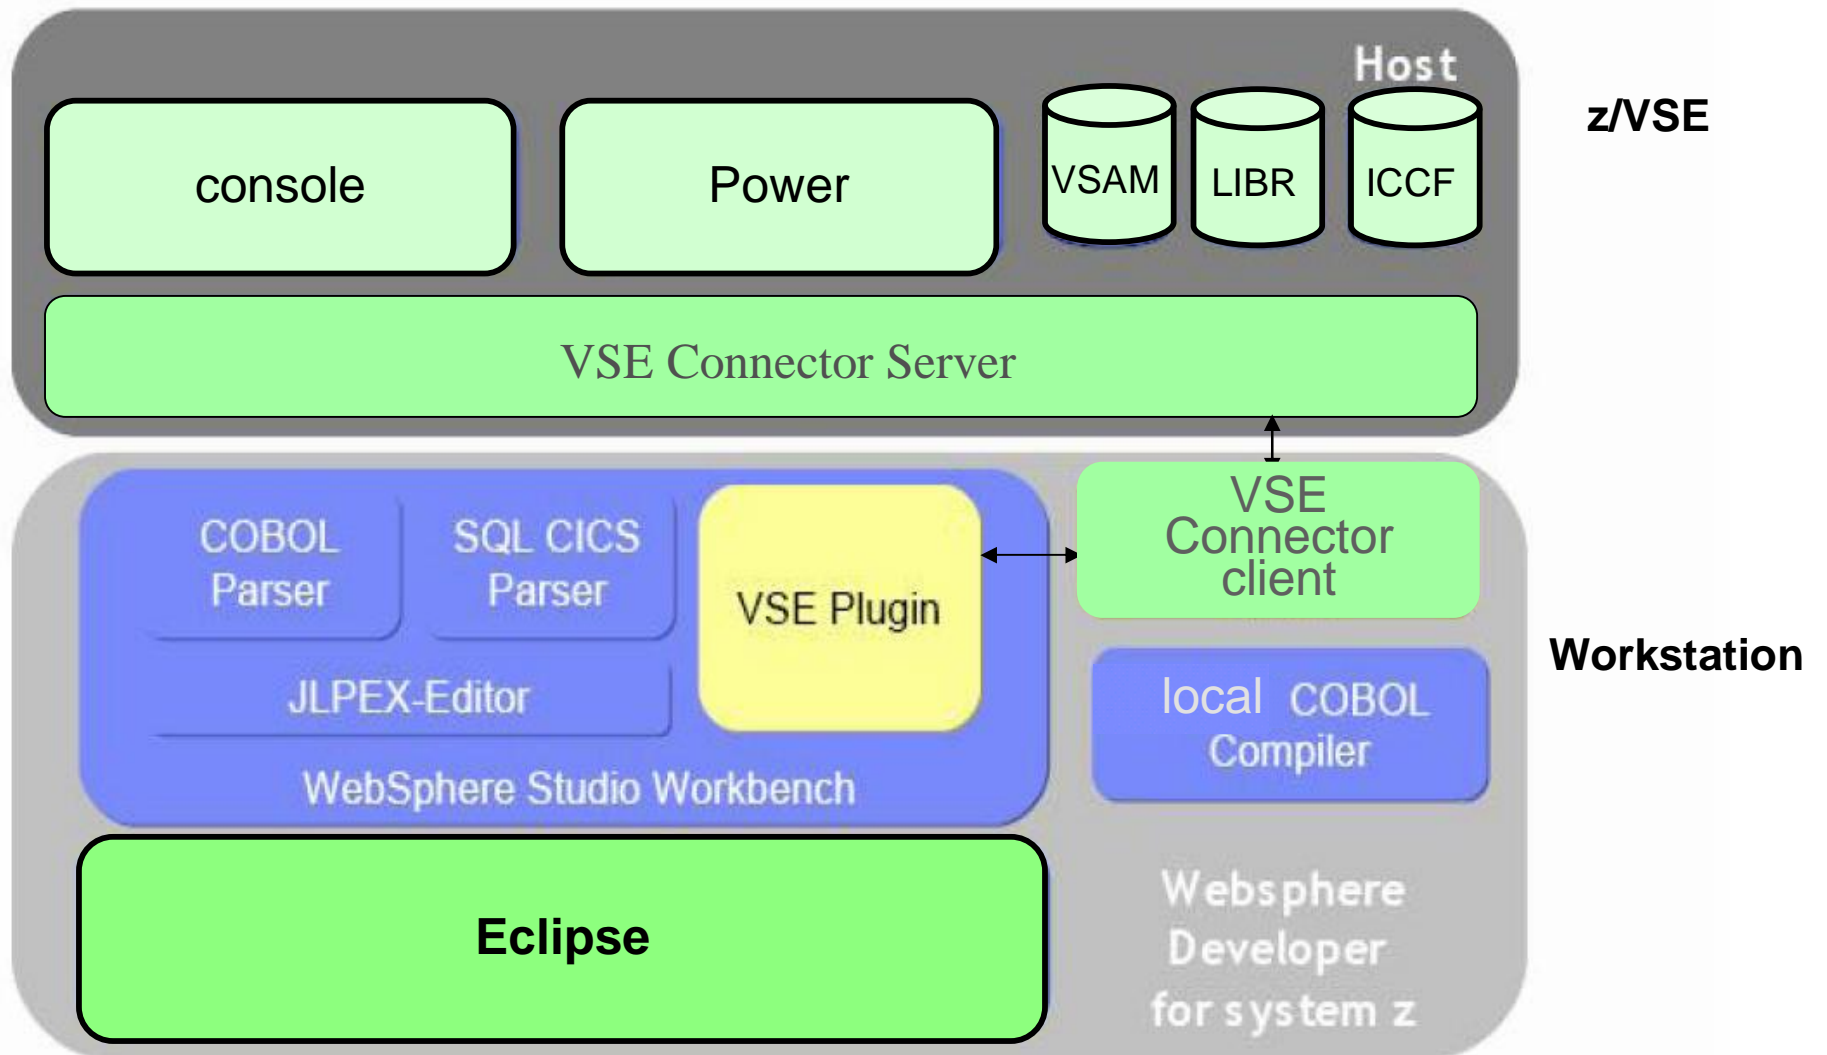 Host
z/VSE
console
Power
VSAM
LIBR
ICCF
VSE Connector Server
COBOL
Parser
SQL CICS
Parser
VSE Plugin
VSE
Connector
client
JLPEX-Editor
local COBOL
Compiler
Workstation
WebSphere Studio Workbench
Eclipse
Websphere
Developer
for system z